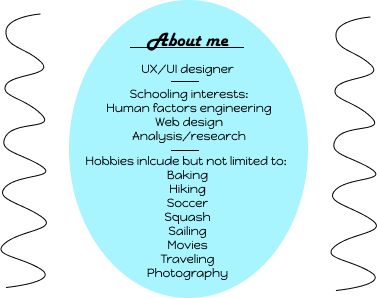 About me
UX/UI designer
Schooling interests:
Human factors engineering
Web design
Analysis/research
Hobbies inlcude but not limited to:
Baking
Hiking
Soccer
Squash
Sailing
Movies
Traveling
Photography